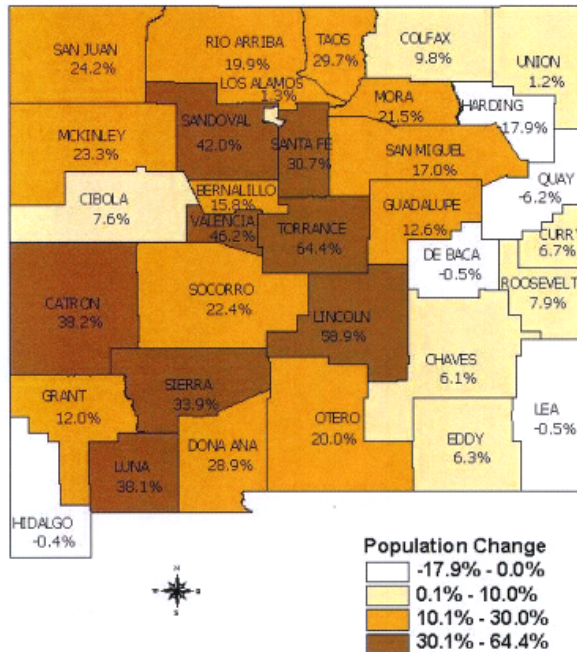 SAN JUAN
24.2%
RIO ARRIBA
19.9%
TAOS
29.7%
COLFAX
9.8%
UNION
1.2%
LOS ALAMOS
1.3%
MORA
21.5%
HARDING
-17.9%
SANDOVAL
42.0%
SANTA FE
30.7%
MCKINLEY
23.3%
SAN MIGUEL
17.0%
QUAY
-6.2%
CIBOLA
7.6%
BERNALILLO
15.8%
VALENCIA
46.2%
TORRANCE
64.4%
GUADALUPE
12.6%
CURRY
6.7%
DE BACA
-0.5%
ROOSEVELT
7.9%
CATRON
38.2%
SOCORRO
22.4%
LINCOLN
58.9%
CHAVES
6.1%
SIERRA
33.9%
GRANT
12.0%
OTERO
20.0%
LEA
-0.5%
DONA ANA
28.9%
EDDY
6.3%
LUNA
38.1%
HIDALGO
-0.4%
Population Change
-17.9% - 0.0%
0.1% - 10.0%
10.1% - 30.0%
30.1% - 64.4%